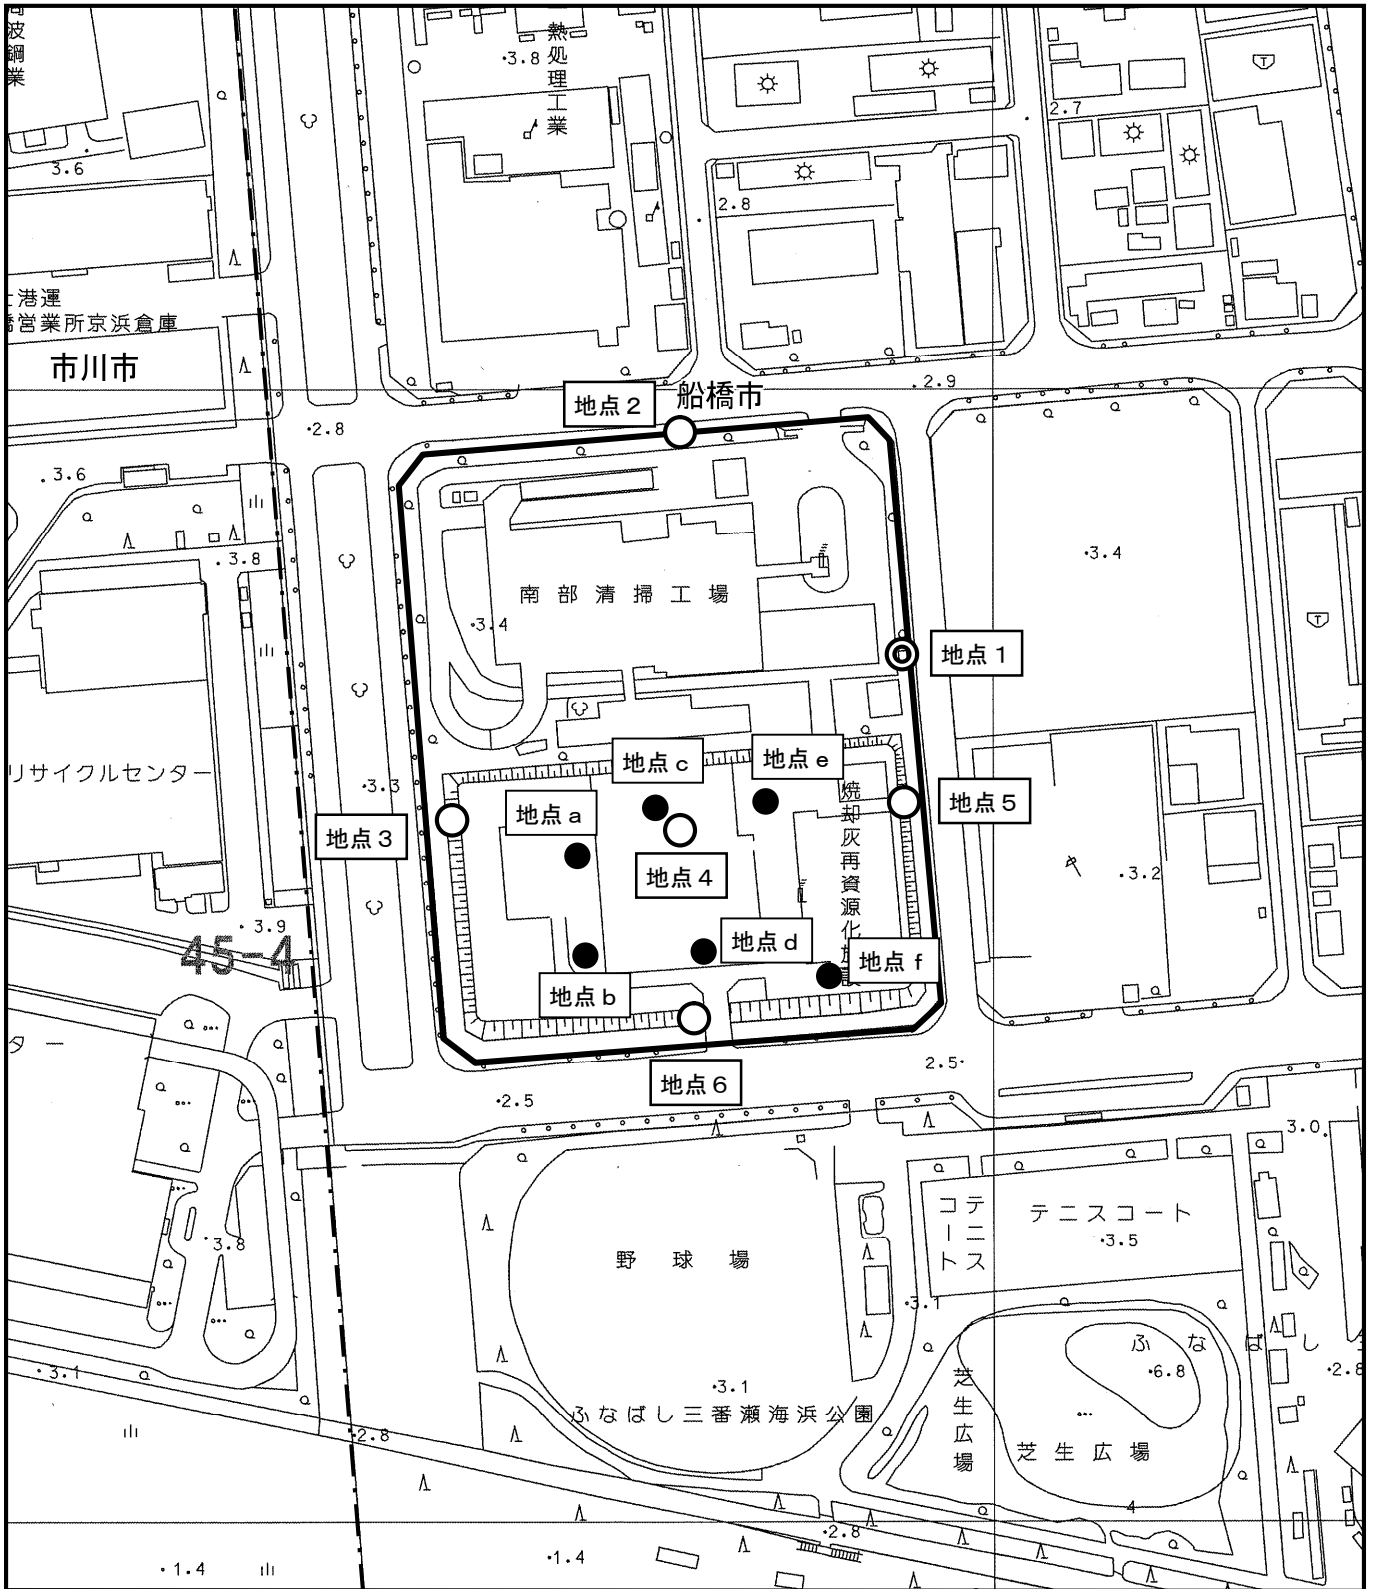 波鋼業
3.8
熱処理工業
2.7
3.6
2.8
港運
営業所京浜倉庫
市川市
地点2
船橋市
2.9
2.8
3.6
3.8
3.4
南部清掃工場
3.4
地点1
リサイクルセンター
3.3
地点c
地点e
地点a
地点3
地点5
焼却灰再資源化施設
地点4
3.2
3.9
45-4
地点d
地点f
地点b
ター
2.5
地点6
2.5
3.0
テニスコート
テニスコート
3.5
3.8
野球場
3.1
ふなばし
6.8
2.8
3.1
3.1
芝生広場
ふなばし三番瀬海浜公園
2.8
芝生広場
4
2.8
1.4
1.4